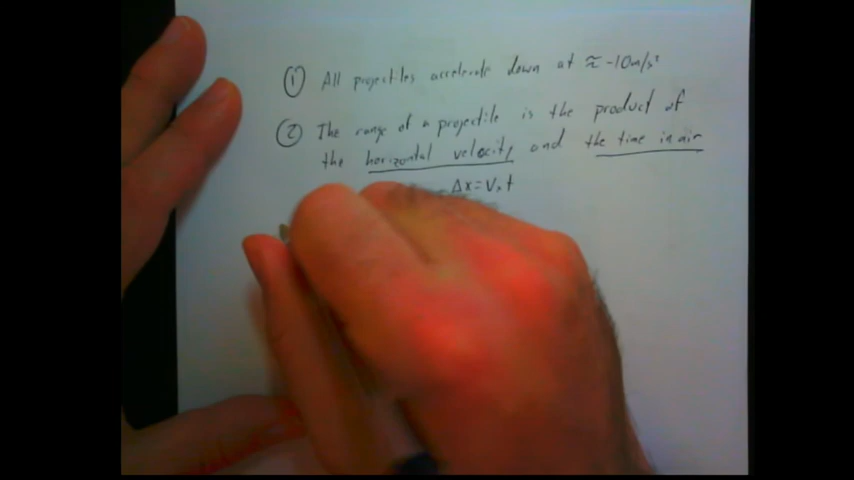 ① All projectiles accelerate down at ≈ -10m/s²
② The range of a projectile is the product of
the horizontal velocity and the time in air
Δx = Vₓ t